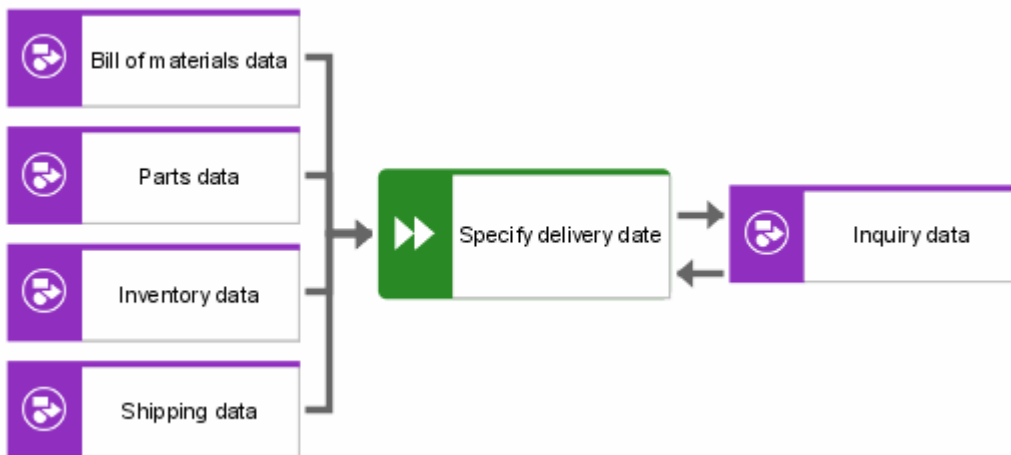 Bill of materials data
Parts data
Inventory data
Shipping data
Specify delivery date
Inquiry data